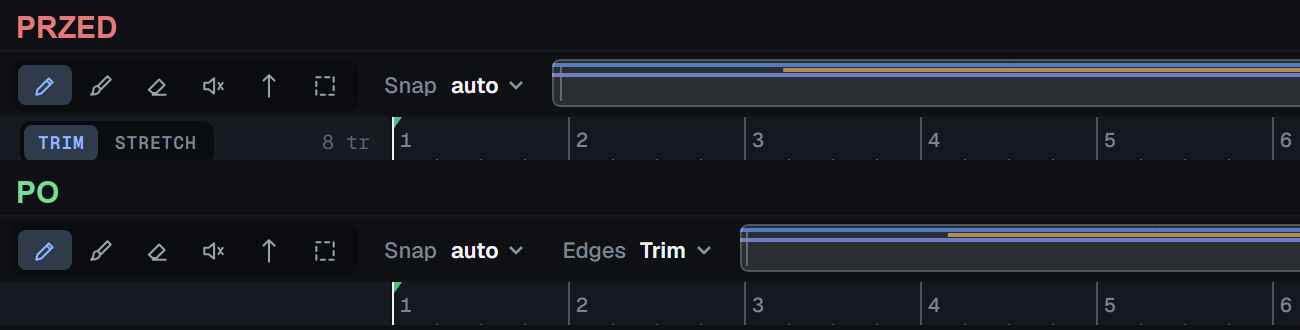 PRZED
Snap auto
TRIM STRETCH 8 tr 1 2 3 4 5 6
PO
Snap auto Edges Trim
1 2 3 4 5 6